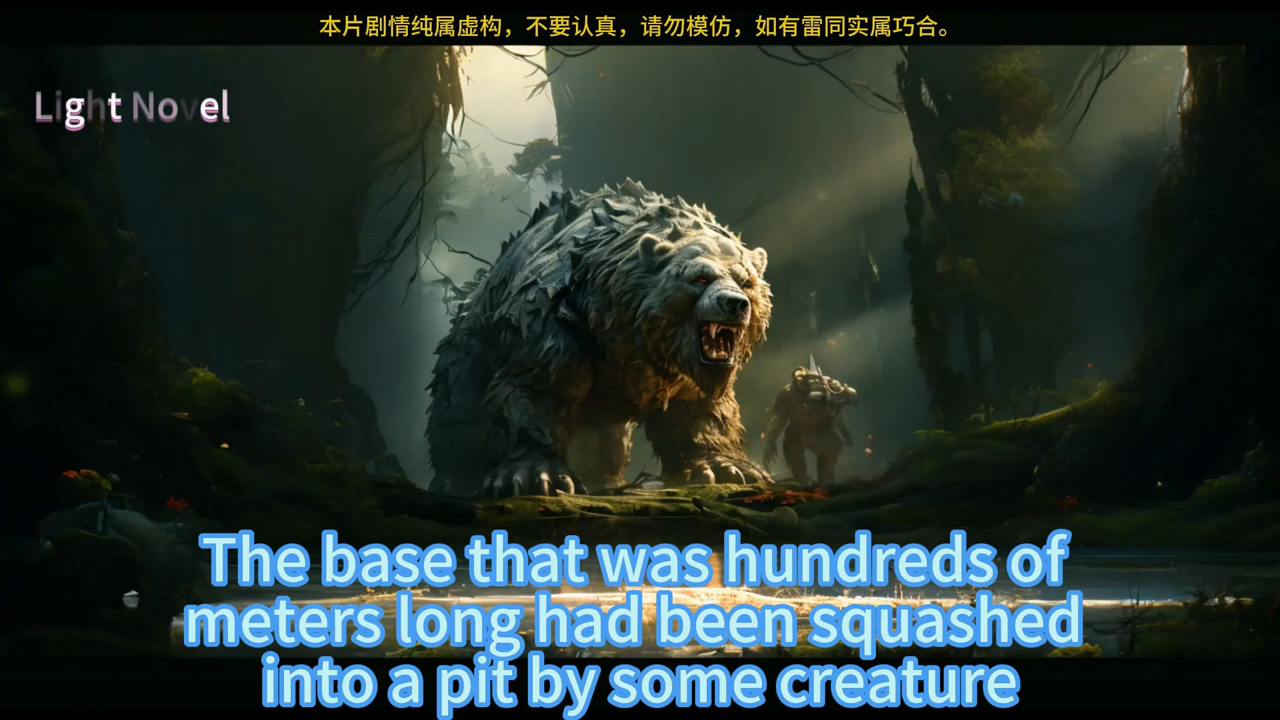 本片剧情纯属虚构，不要认真，请勿模仿，如有雷同实属巧合。
Light Novel
The base that was hundreds of
meters long had been squashed
into a pit by some creature